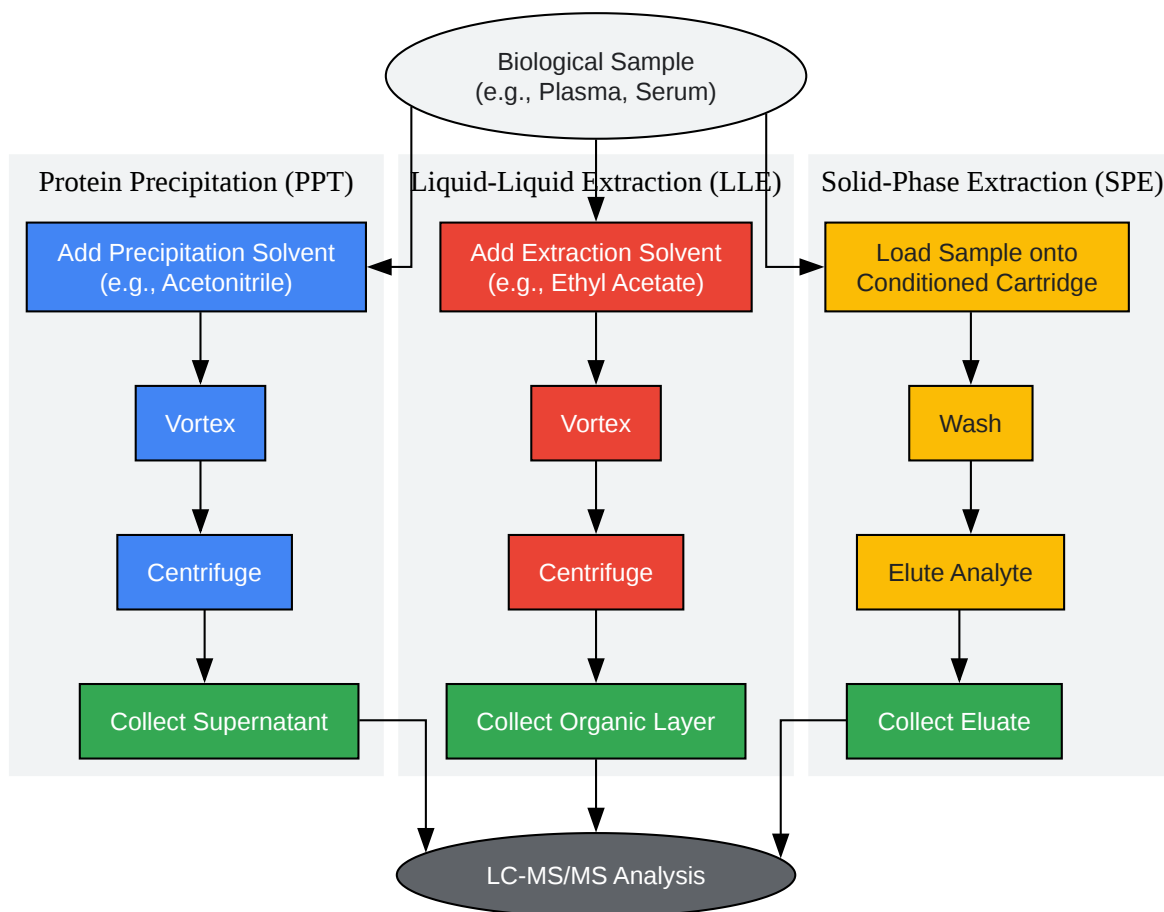 Biological Sample
(e.g., Plasma, Serum)
Protein Precipitation (PPT)
Add Precipitation Solvent
(e.g., Acetonitrile)
Vortex
Centrifuge
Collect Supernatant
Liquid-Liquid Extraction (LLE)
Add Extraction Solvent
(e.g., Ethyl Acetate)
Vortex
Centrifuge
Collect Organic Layer
Solid-Phase Extraction (SPE)
Load Sample onto
Conditioned Cartridge
Wash
Elute Analyte
Collect Eluate
LC-MS/MS Analysis